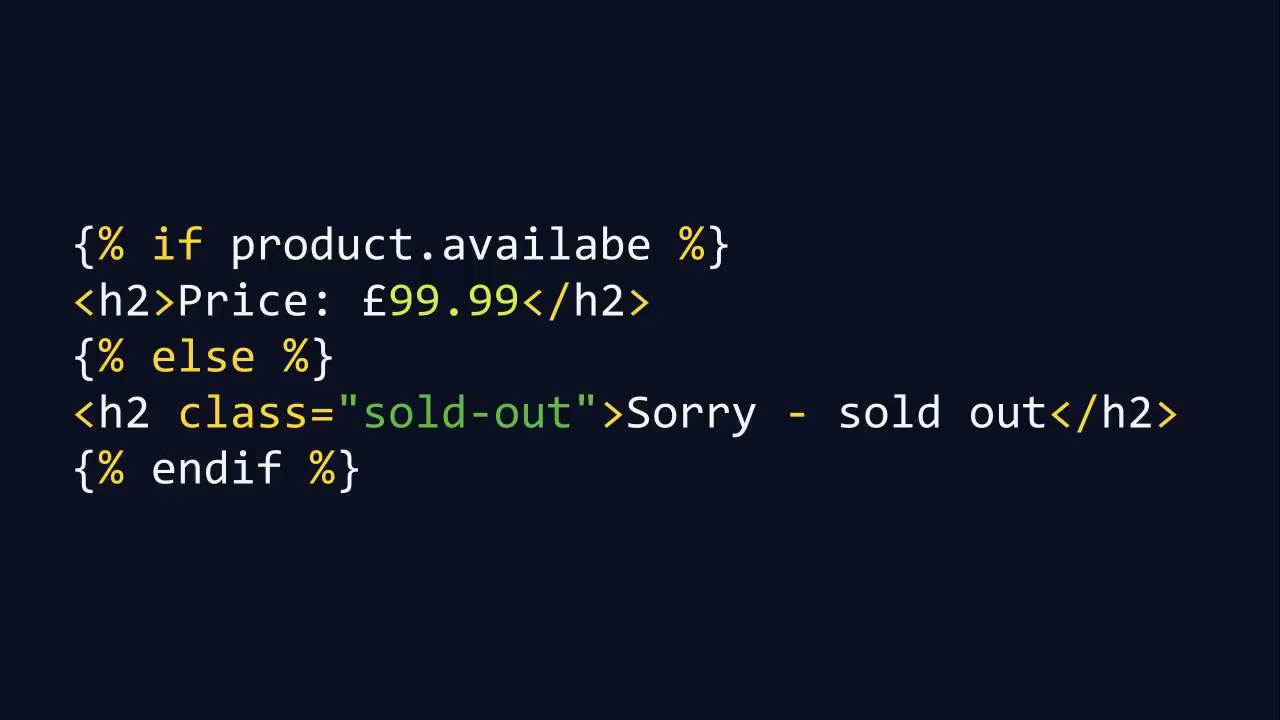 {% if product.availabe %}
<h2>Price: £99.99</h2>
{% else %}
<h2 class="sold-out">Sorry - sold out</h2>
{% endif %}